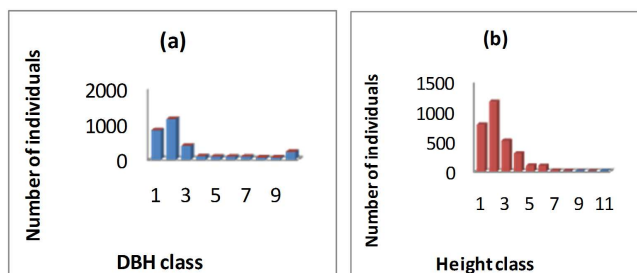 (a)
Number of individuals
2000
1000
0
1 3 5 7 9
DBH class
(b)
Number of individuals
1500
1000
500
0
1 3 5 7 9 11
Height class